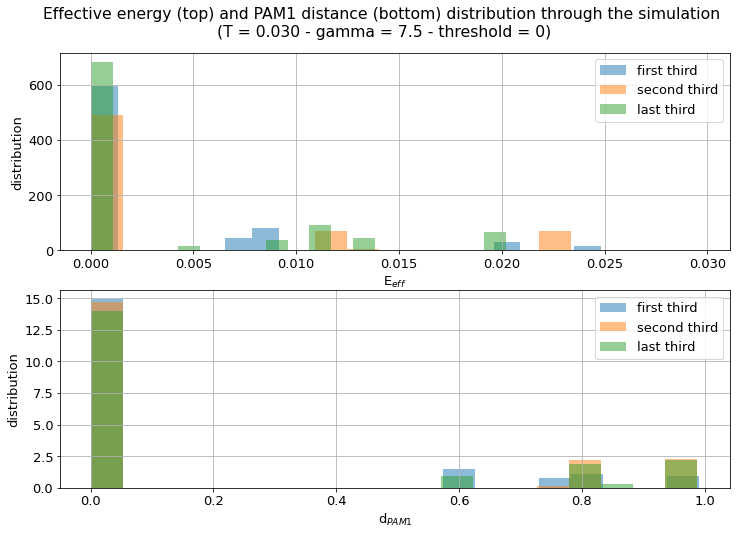 Effective energy (top) and PAM1 distance (bottom) distribution through the simulation
(T = 0.030 - gamma = 7.5 - threshold = 0)
600
400
200
0
distribution
first third
second third
last third
0.000 0.005 0.010 0.015 0.020 0.025 0.030
E_eff
15.0
12.5
10.0
7.5
5.0
2.5
0.0
distribution
first third
second third
last third
0.0 0.2 0.4 0.6 0.8 1.0
d_PAM1